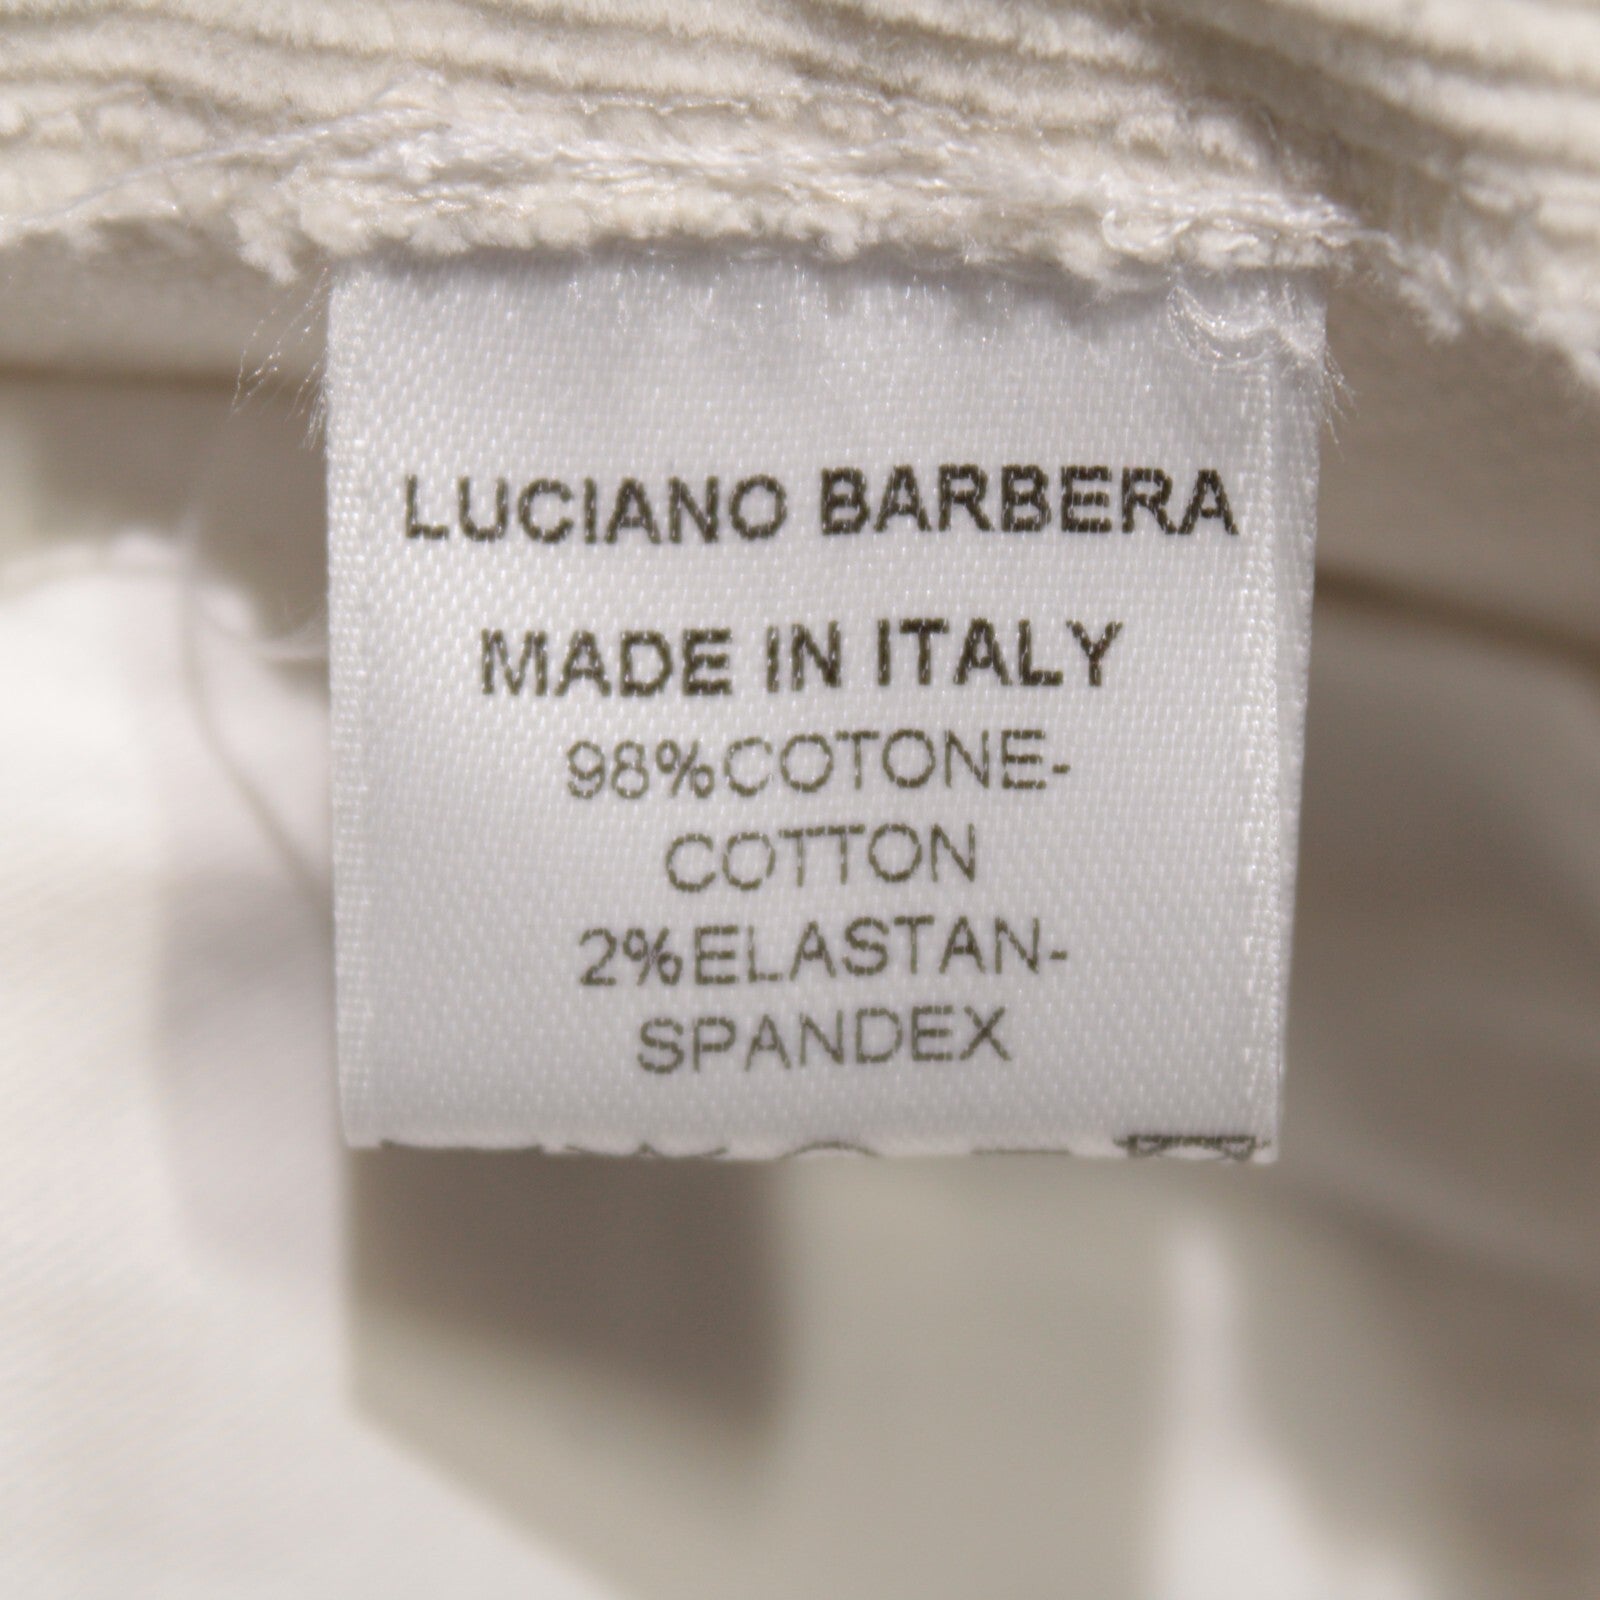 LUCIANO BARBERA
MADE IN ITALY
98%COTONE-
COTTON
2%ELASTAN-
SPANDEX